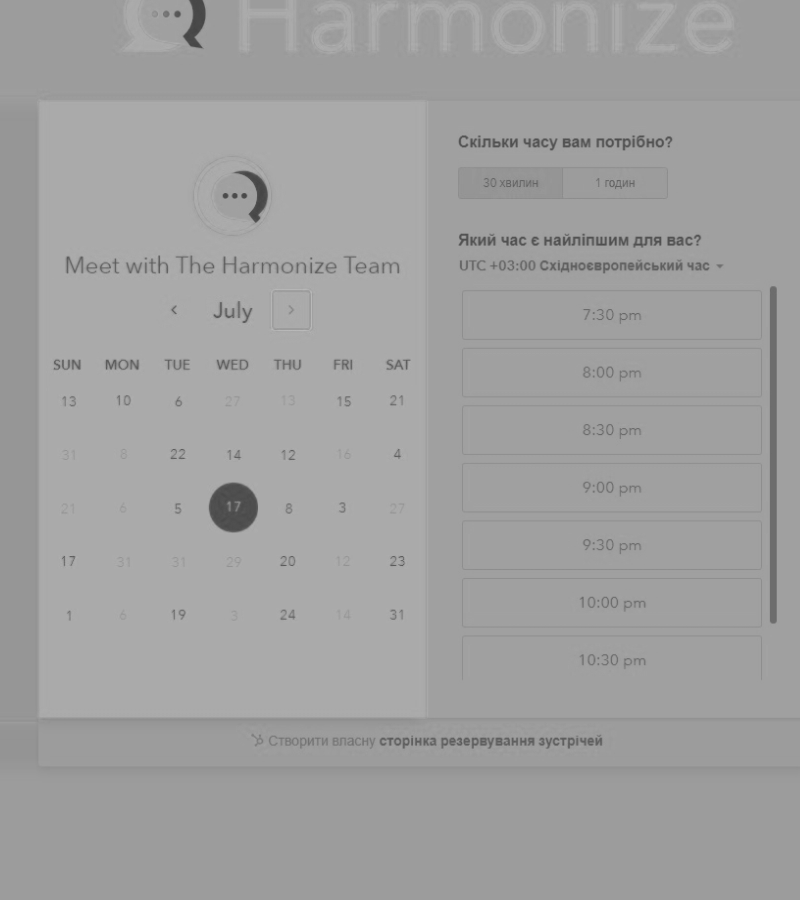 Harmonize
Meet with The Harmonize Team
July
SUN MON TUE WED THU FRI SAT
13 10 6 27 13 15 21
31 8 22 14 12 16 4
21 6 5 17 8 3 27
17 31 31 29 20 12 23
1 6 19 3 24 14 31
Скільки часу вам потрібно?
30 хвилин 1 годин
Який час є найліпшим для вас?
UTC +03:00 Східноєвропейський час
7:30 pm
8:00 pm
8:30 pm
9:00 pm
9:30 pm
10:00 pm
10:30 pm
Створити власну сторінка резервування зустрічей